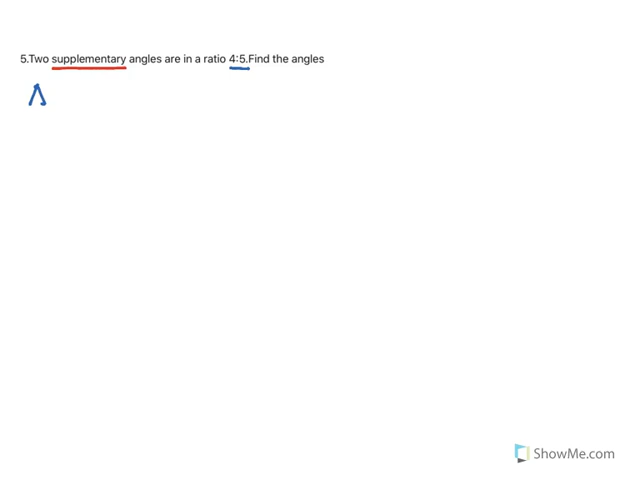 5.Two supplementary angles are in a ratio 4:5.Find the angles
ShowMe.com